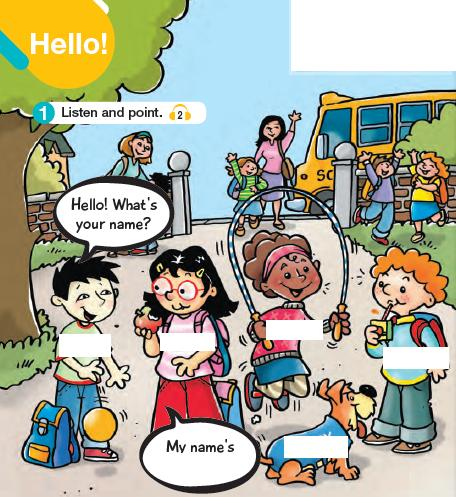 Hello!
1 Listen and point. 2
Hello! What's
your name?
SC
My name's